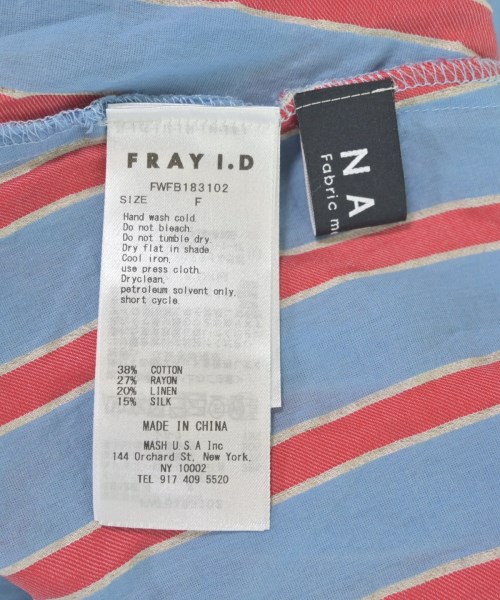 FRAY I.D
FWFB183102
SIZE F
Hand wash cold.
Do not bleach.
Do not tumble dry.
Dry flat in shade.
Cool iron.
use press cloth.
Dryclean.
petroleum solvent only.
short cycle.
38% COTTON
27% RAYON
20% LINEN
15% SILK
MADE IN CHINA
MASH U S A Inc
144 Orchard St, New York.
NY 10002
TEL 917 409 5520
N A
Fabric m